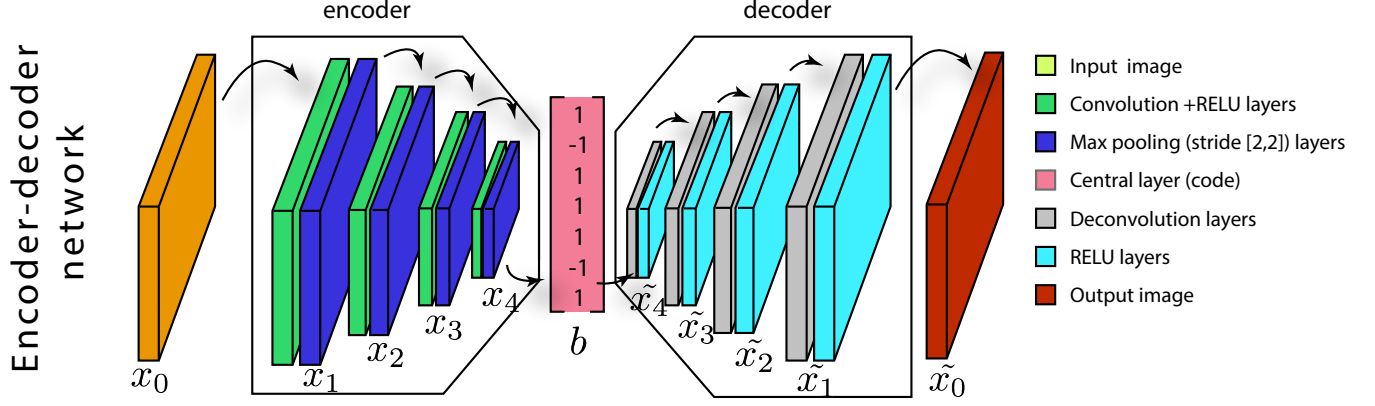 Encoder-decoder
network
encoder
decoder
x₀
x₁
x₂
x₃
x₄
1
-1
1
1
1
-1
1
b
x̃₄
x̃₃
x̃₂
x̃₁
x̃₀
Input image
Convolution +RELU layers
Max pooling (stride [2,2]) layers
Central layer (code)
Deconvolution layers
RELU layers
Output image